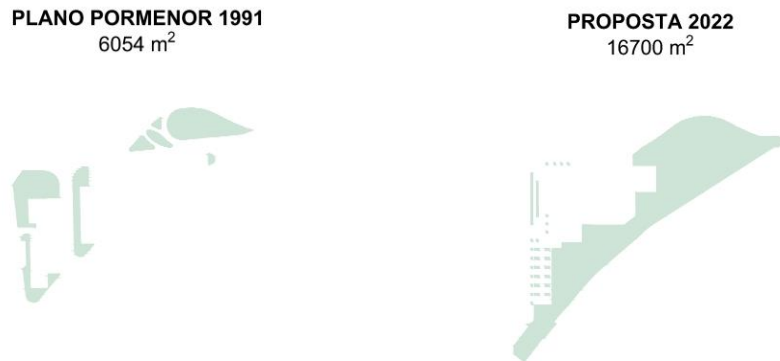 PLANO PORMENOR 1991
6054 m²
PROPOSTA 2022
16700 m²